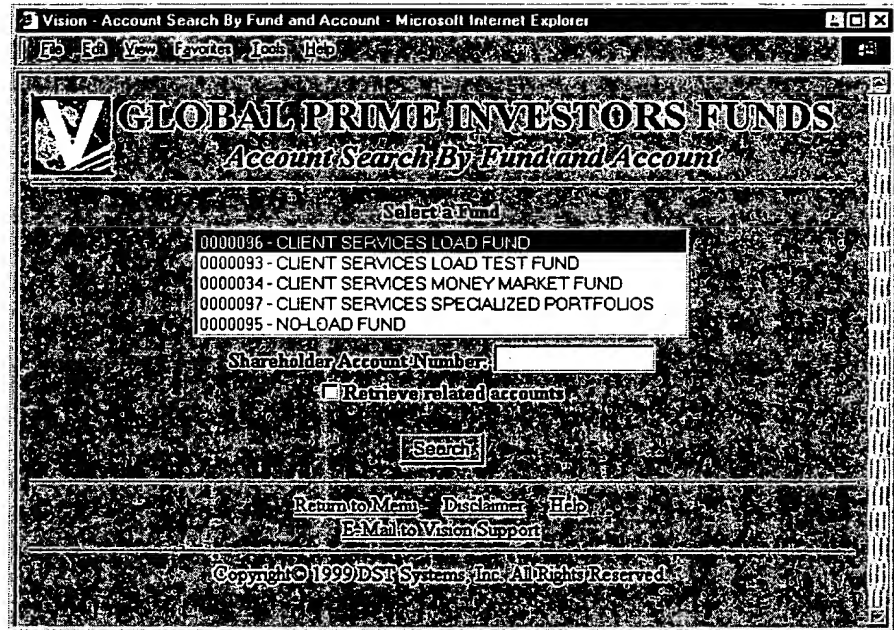 Vision - Account Search By Fund and Account - Microsoft Internet Explorer
File Edit View Favorites Tools Help
V GLOBAL PRIME INVESTORS FUNDS
Account Search By Fund and Account
Select a Fund
0000096 - CLIENT SERVICES LOAD FUND
0000093 - CLIENT SERVICES LOAD TEST FUND
0000034 - CLIENT SERVICES MONEY MARKET FUND
0000097 - CLIENT SERVICES SPECIALIZED PORTFOLIOS
0000095 - NO-LOAD FUND
Shareholder Account Number:
Retrieve related accounts
Search
Return to Menu Disclaimer Help
E-Mail to Vision Support
Copyright© 1999 DST Systems, Inc. All Rights Reserved.